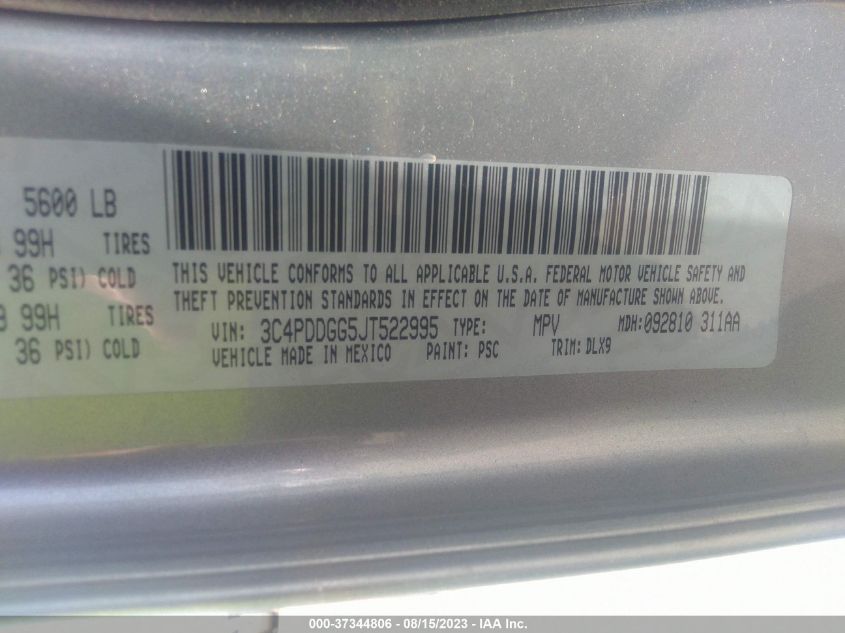 5600 LB
99H TIRES
36 PSI) COLD
99H TIRES
36 PSI) COLD
THIS VEHICLE CONFORMS TO ALL APPLICABLE U.S.A. FEDERAL MOTOR VEHICLE SAFETY AND
THEFT PREVENTION STANDARDS IN EFFECT ON THE DATE OF MANUFACTURE SHOWN ABOVE.
VIN: 3C4PDDGG5JT522995 TYPE: MPV MDH:092810 311AA
VEHICLE MADE IN MEXICO PAINT: PSC TRIM: DLX9
000-37344806 - 08/15/2023 - IAA Inc.